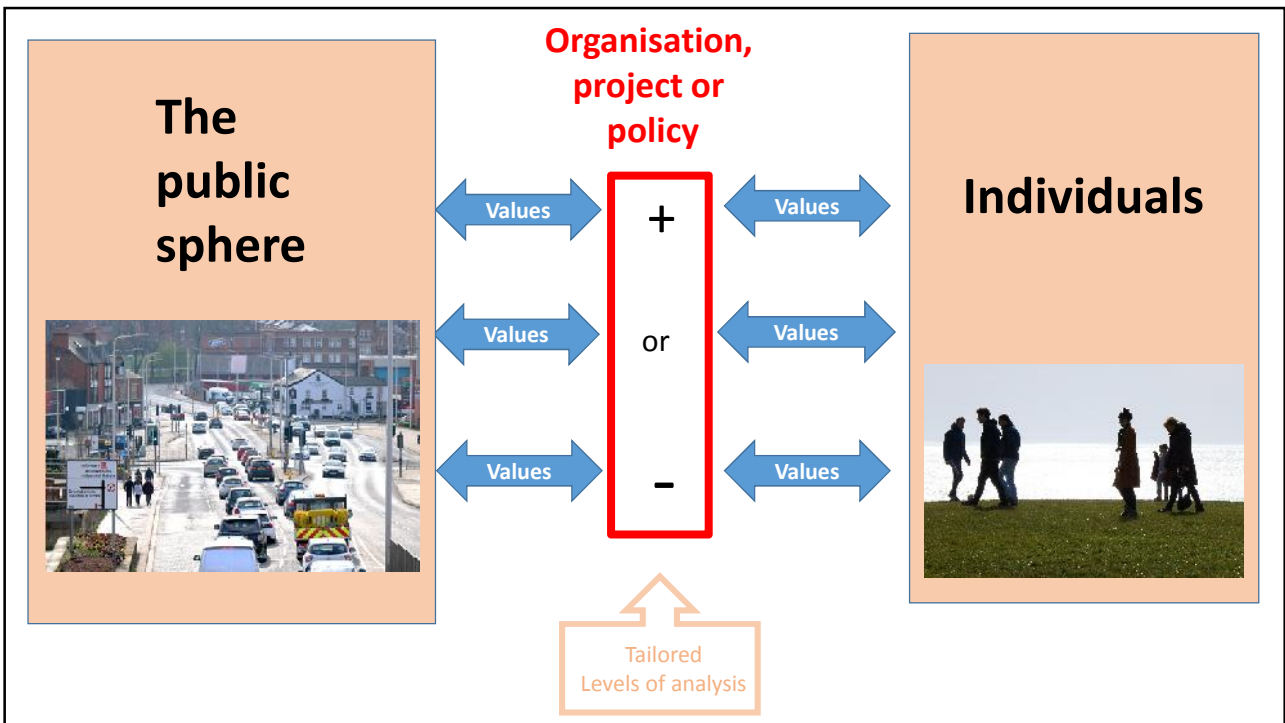 Organisation,
project or
policy
The
public
sphere
Individuals
Values
+
Values
Values
or
Values
Values
-
Values
Tailored
Levels of analysis